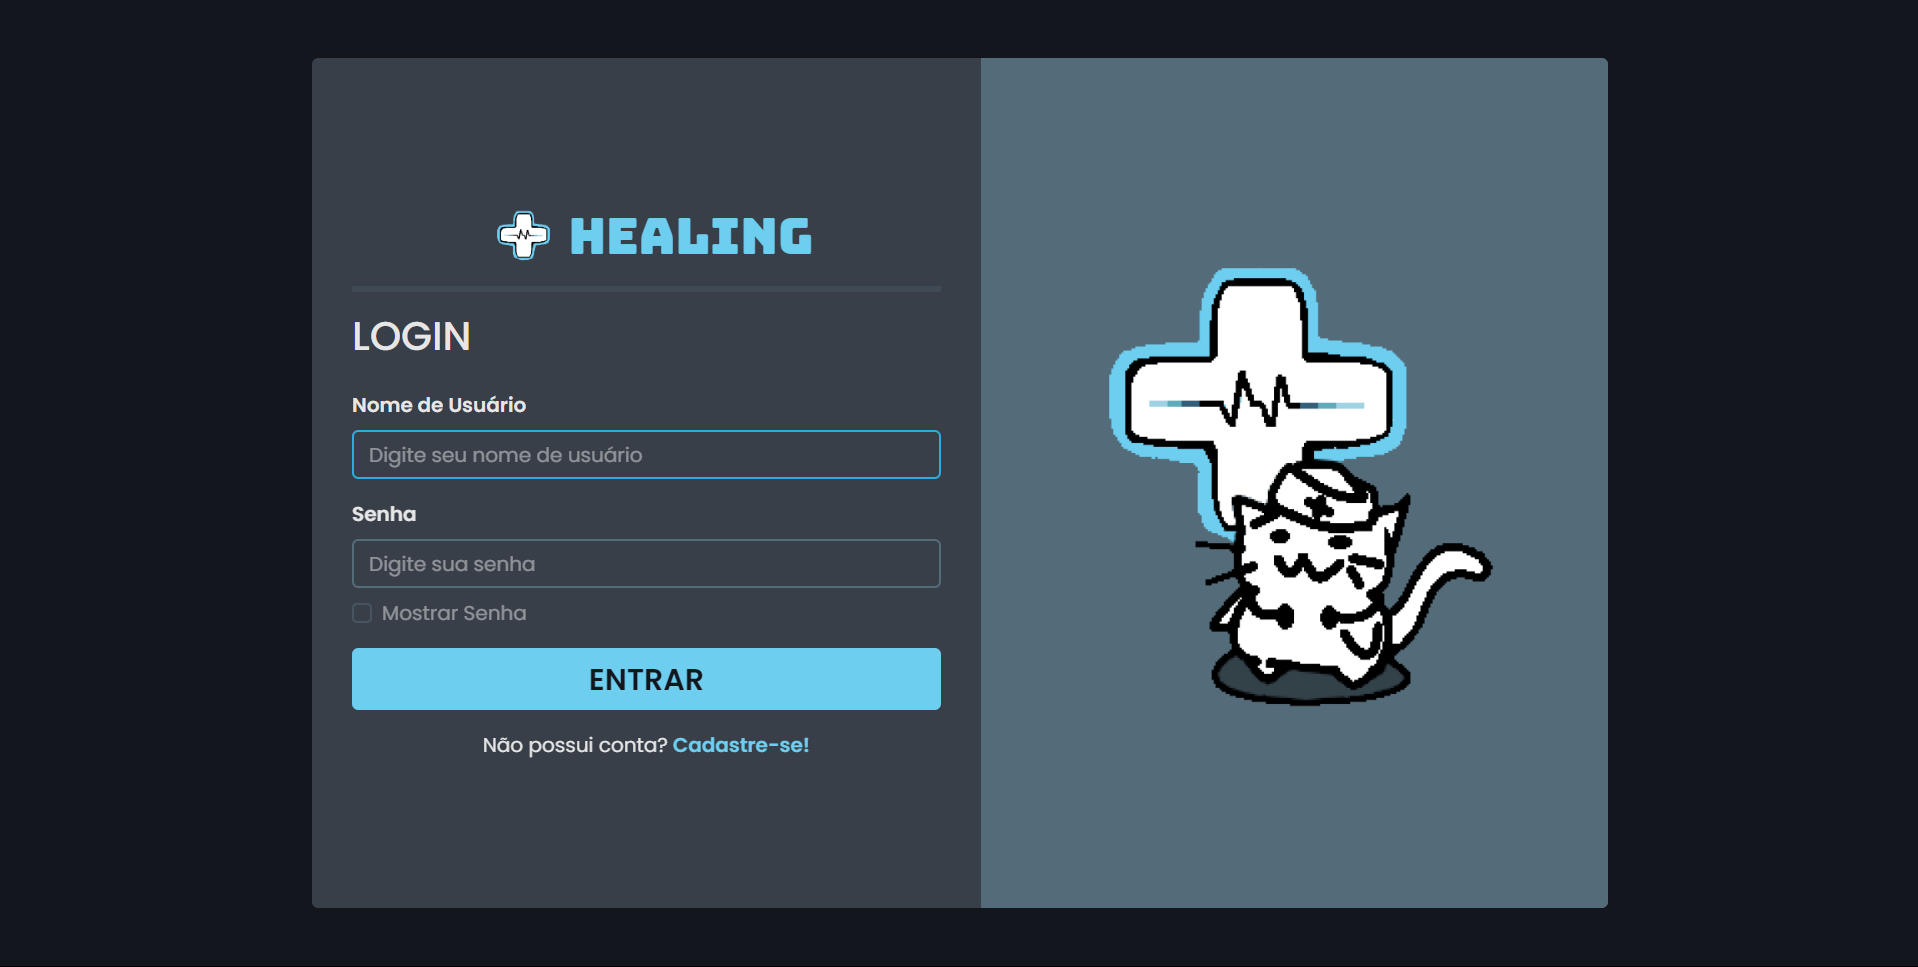 HEALING
LOGIN
Nome de Usuário
Digite seu nome de usuário
Senha
Digite sua senha
Mostrar Senha
ENTRAR
Não possui conta? Cadastre-se!